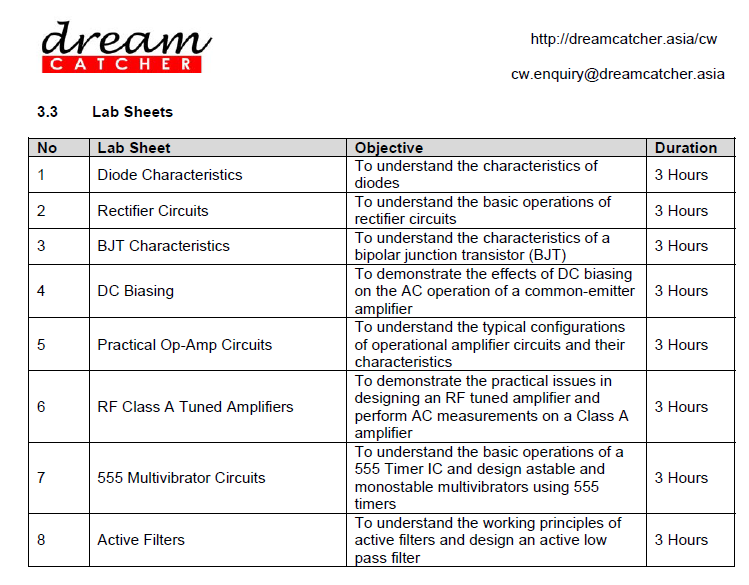 dream
CATCHER
http://dreamcatcher.asia/cw
cw.enquiry@dreamcatcher.asia
3.3 Lab Sheets
No Lab Sheet Objective Duration
1 Diode Characteristics To understand the characteristics of
diodes 3 Hours
2 Rectifier Circuits To understand the basic operations of
rectifier circuits 3 Hours
3 BJT Characteristics To understand the characteristics of a
bipolar junction transistor (BJT) 3 Hours
4 DC Biasing To demonstrate the effects of DC biasing
on the AC operation of a common-emitter
amplifier 3 Hours
5 Practical Op-Amp Circuits To understand the typical configurations
of operational amplifier circuits and their
characteristics 3 Hours
6 RF Class A Tuned Amplifiers To demonstrate the practical issues in
designing an RF tuned amplifier and
perform AC measurements on a Class A
amplifier 3 Hours
7 555 Multivibrator Circuits To understand the basic operations of a
555 Timer IC and design astable and
monostable multivibrators using 555
timers 3 Hours
8 Active Filters To understand the working principles of
active filters and design an active low
pass filter 3 Hours